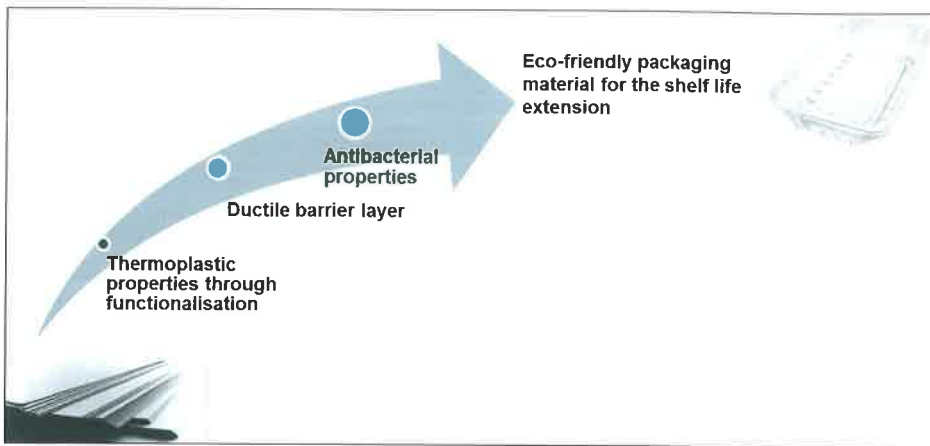 Eco-friendly packaging
material for the shelf life
extension
Antibacterial
properties
Ductile barrier layer
Thermoplastic
properties through
functionalisation